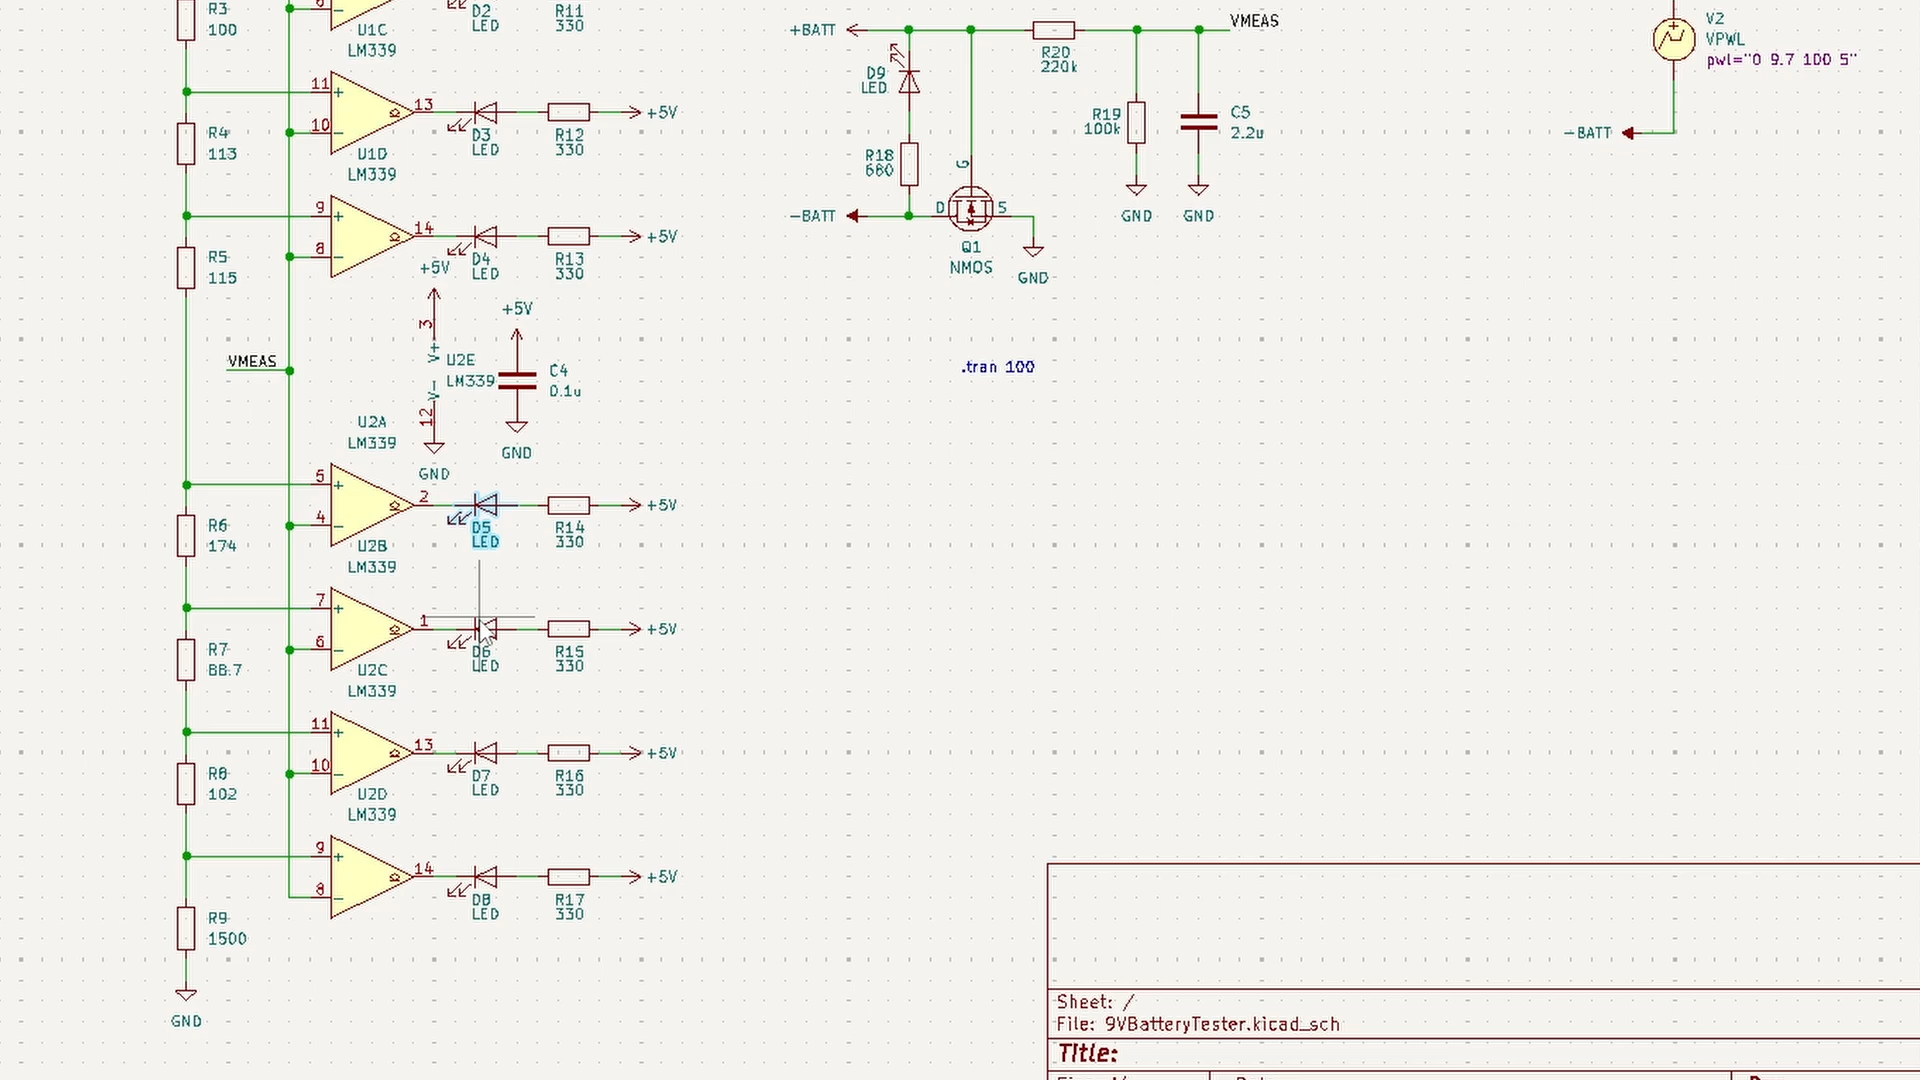 R3
100
6
U1C
LM339
D2
LED
R11
330
11
10
13
U1D
LM339
D3
LED
R12
330
+5V
R4
113
9
8
14
D4
LED
R13
330
+5V
R5
115
+5V
3
V+
V-
12
GND
U2E
LM339
+5V
C4
0.1u
GND
VMEAS
U2A
LM339
5
4
2
D5
LED
R14
330
+5V
R6
174
U2B
LM339
7
6
1
D6
LED
R15
330
+5V
R7
88.7
U2C
LM339
11
10
13
D7
LED
R16
330
+5V
R8
102
U2D
LM339
9
8
14
D8
LED
R17
330
+5V
R9
1500
GND
+BATT
D9
LED
R18
680
-BATT
G
D
S
Q1
NMOS
GND
R20
220k
VMEAS
R19
100k
GND
C5
2.2u
GND
.tran 100
V2
VPWL
pwl="0 9.7 100 5"
-BATT
Sheet: /
File: 9VBatteryTester.kicad_sch
Title: